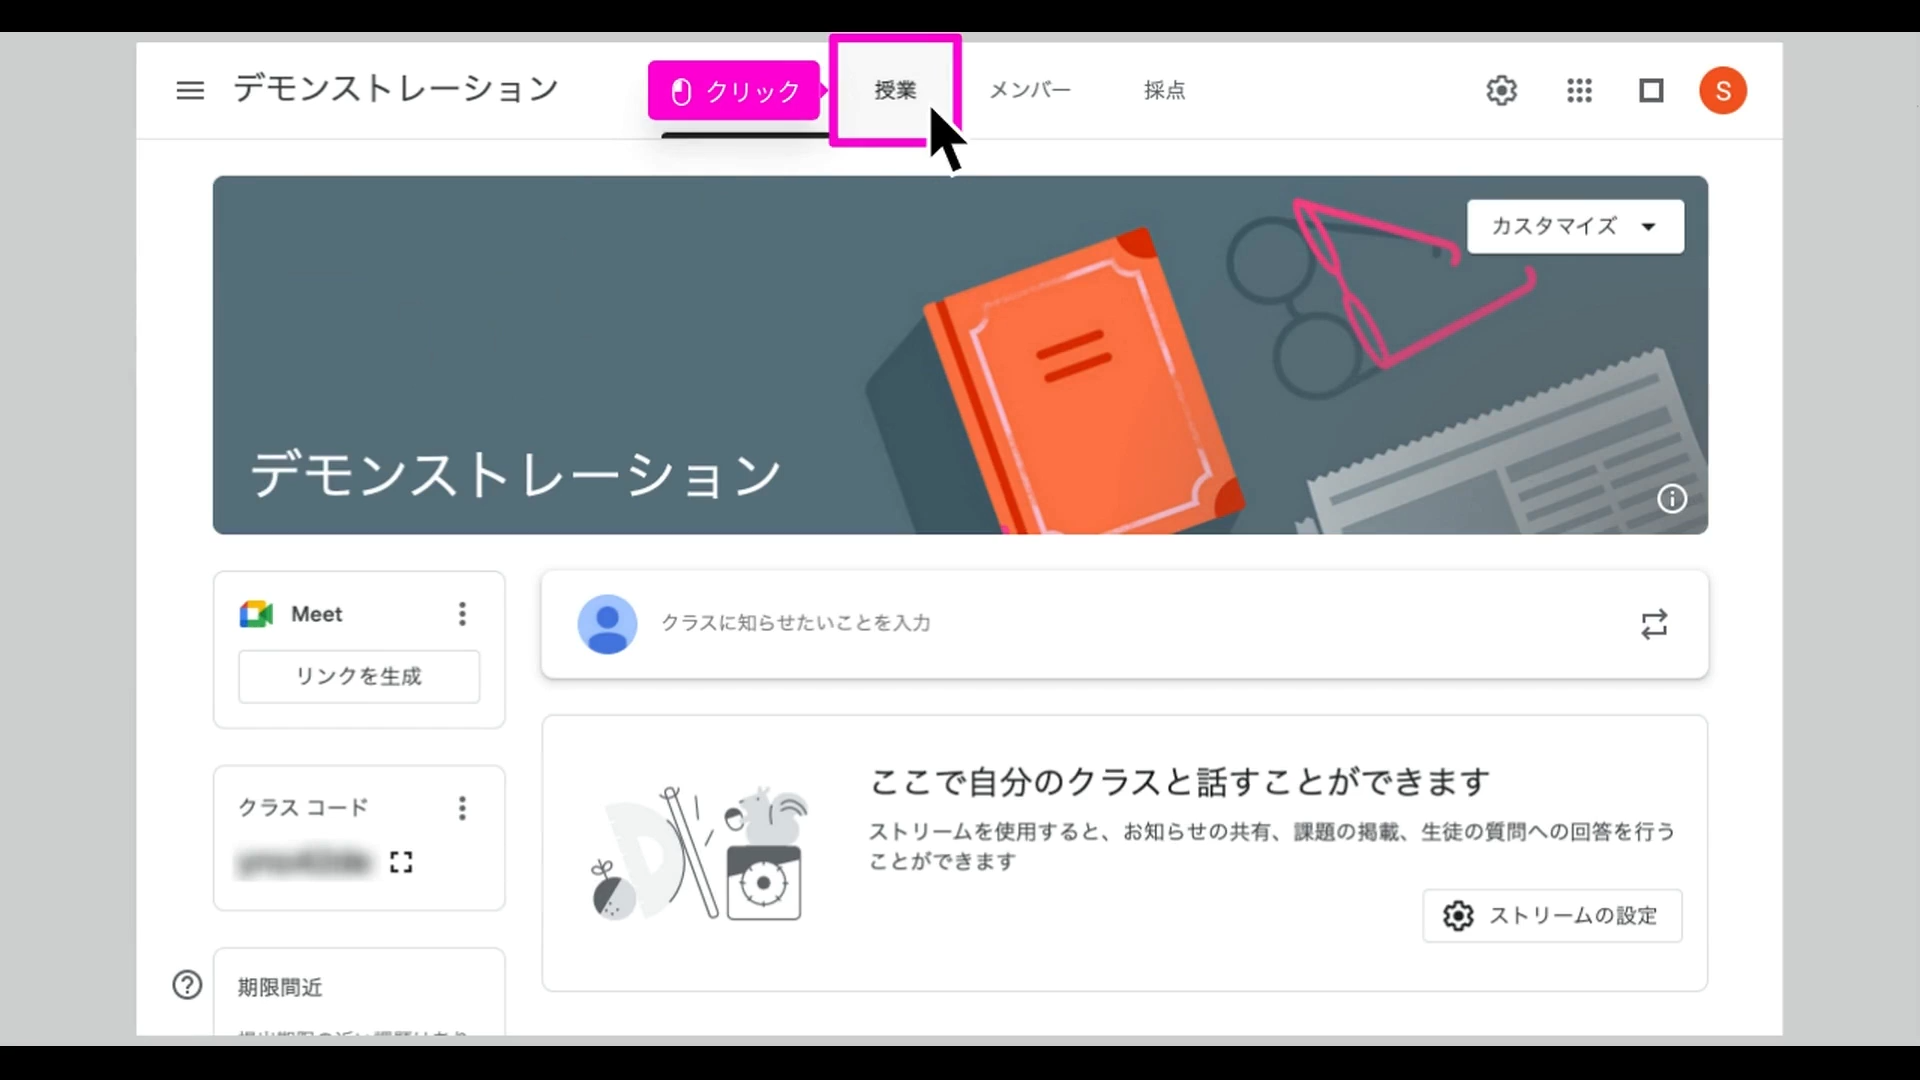 デモンストレーション
クリック
授業
メンバー
採点
S
カスタマイズ
デモンストレーション
Meet
リンクを生成
クラスに知らせたいことを入力
クラス コード
ここで自分のクラスと話すことができます
ストリームを使用すると、お知らせの共有、課題の掲載、生徒の質問への回答を行う
ことができます
ストリームの設定
期限間近